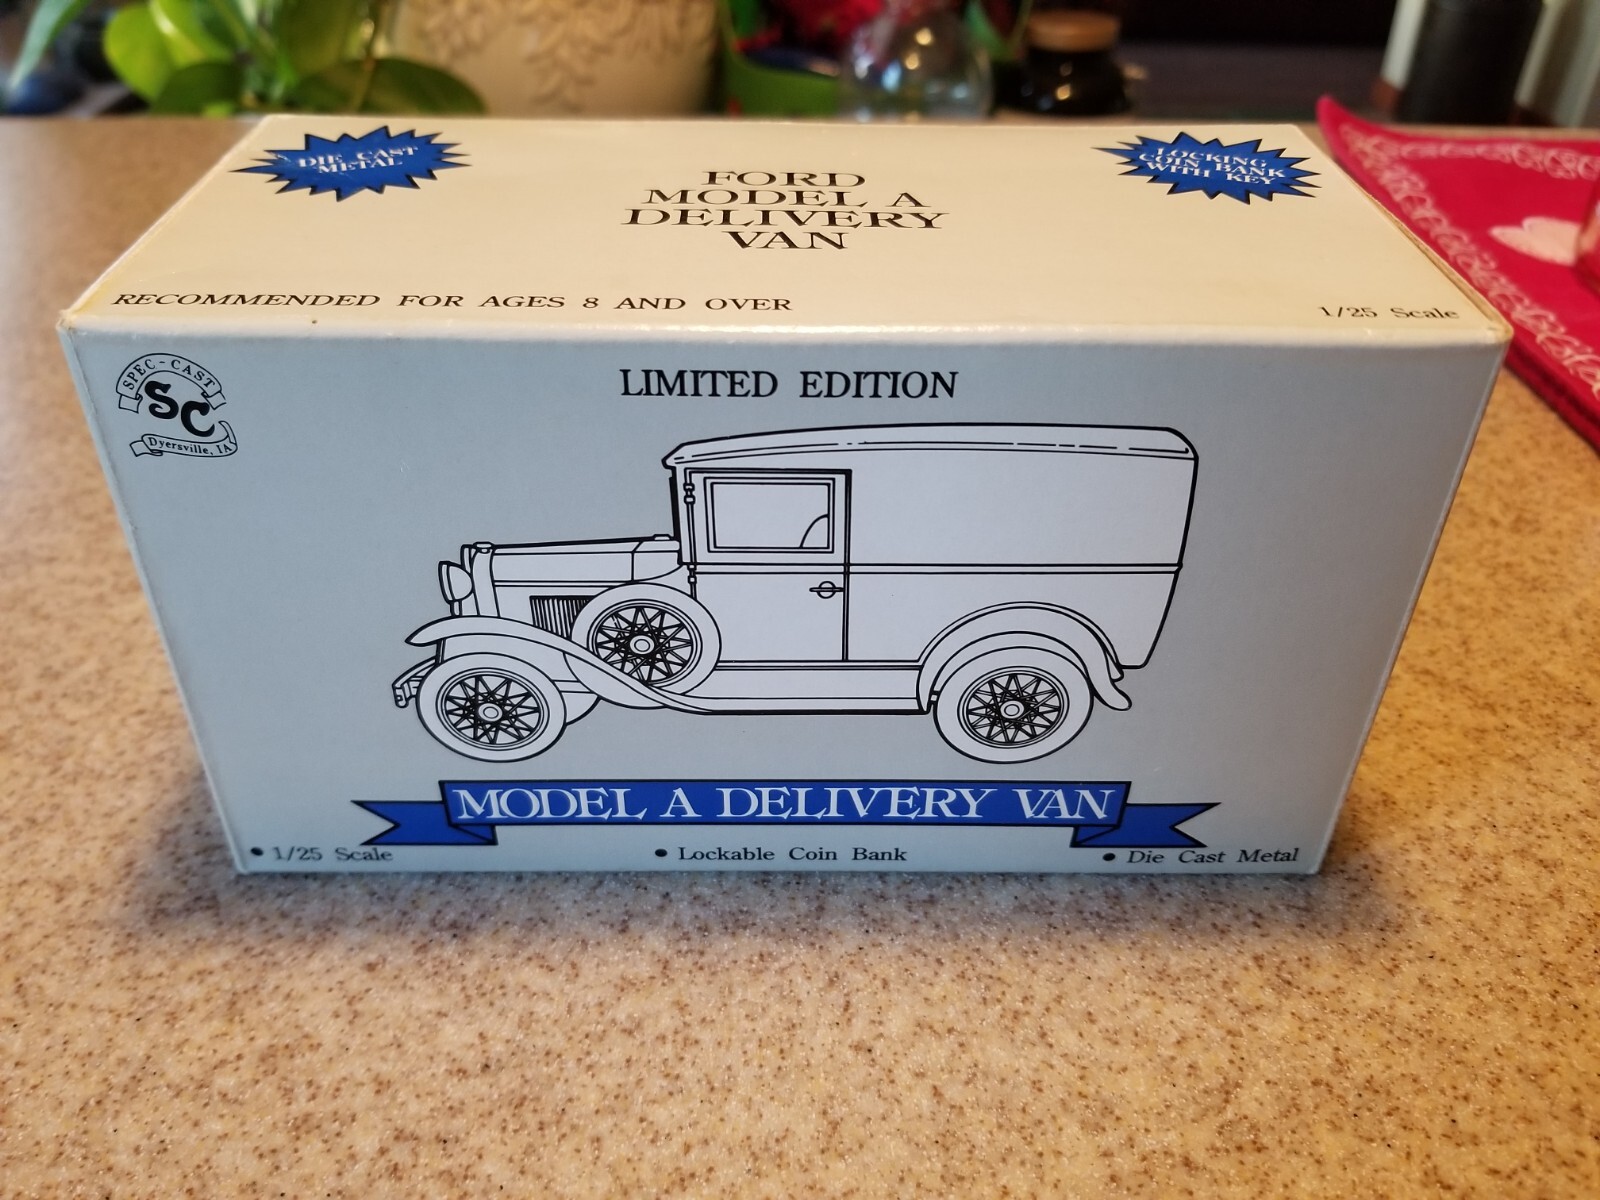 DIE CAST
METAL
LOCKING
COIN BANK
WITH KEY
FORD
MODEL A
DELIVERY
VAN
RECOMMENDED FOR AGES 8 AND OVER
1/25 Scale
SPEC-CAST
SC
Dyersville, IA
LIMITED EDITION
MODEL A DELIVERY VAN
• 1/25 Scale
• Lockable Coin Bank
• Die Cast Metal